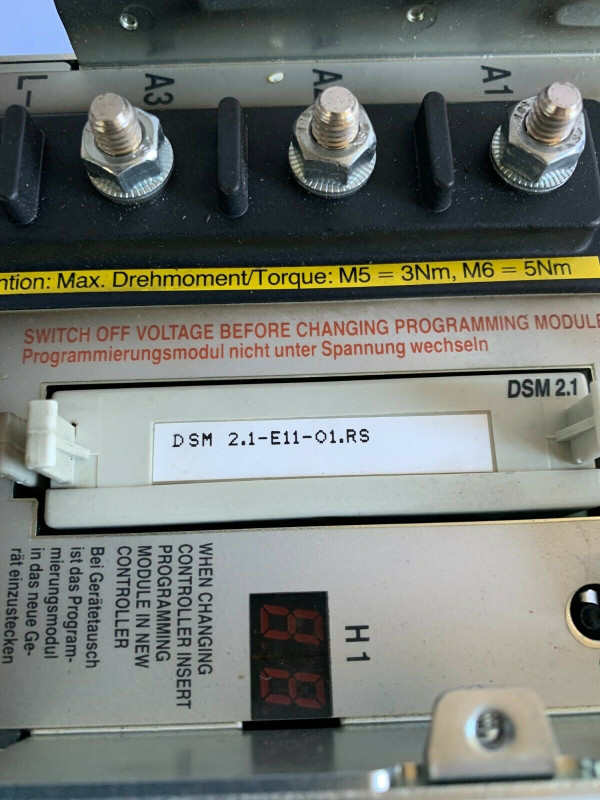 L-
A3
A2
A1
ntion: Max. Drehmoment/Torque: M5 = 3Nm, M6 = 5Nm
SWITCH OFF VOLTAGE BEFORE CHANGING PROGRAMMING MODULE
Programmierungsmodul nicht unter Spannung wechseln
DSM 2.1
DSM 2.1-E11-01.RS
WHEN CHANGING
CONTROLLER INSERT
PROGRAMMING
MODULE IN NEW
CONTROLLER
Bei Gerätetausch
ist das Program-
mierungsmodul
in das neue Ge-
rät einzustecken
H1